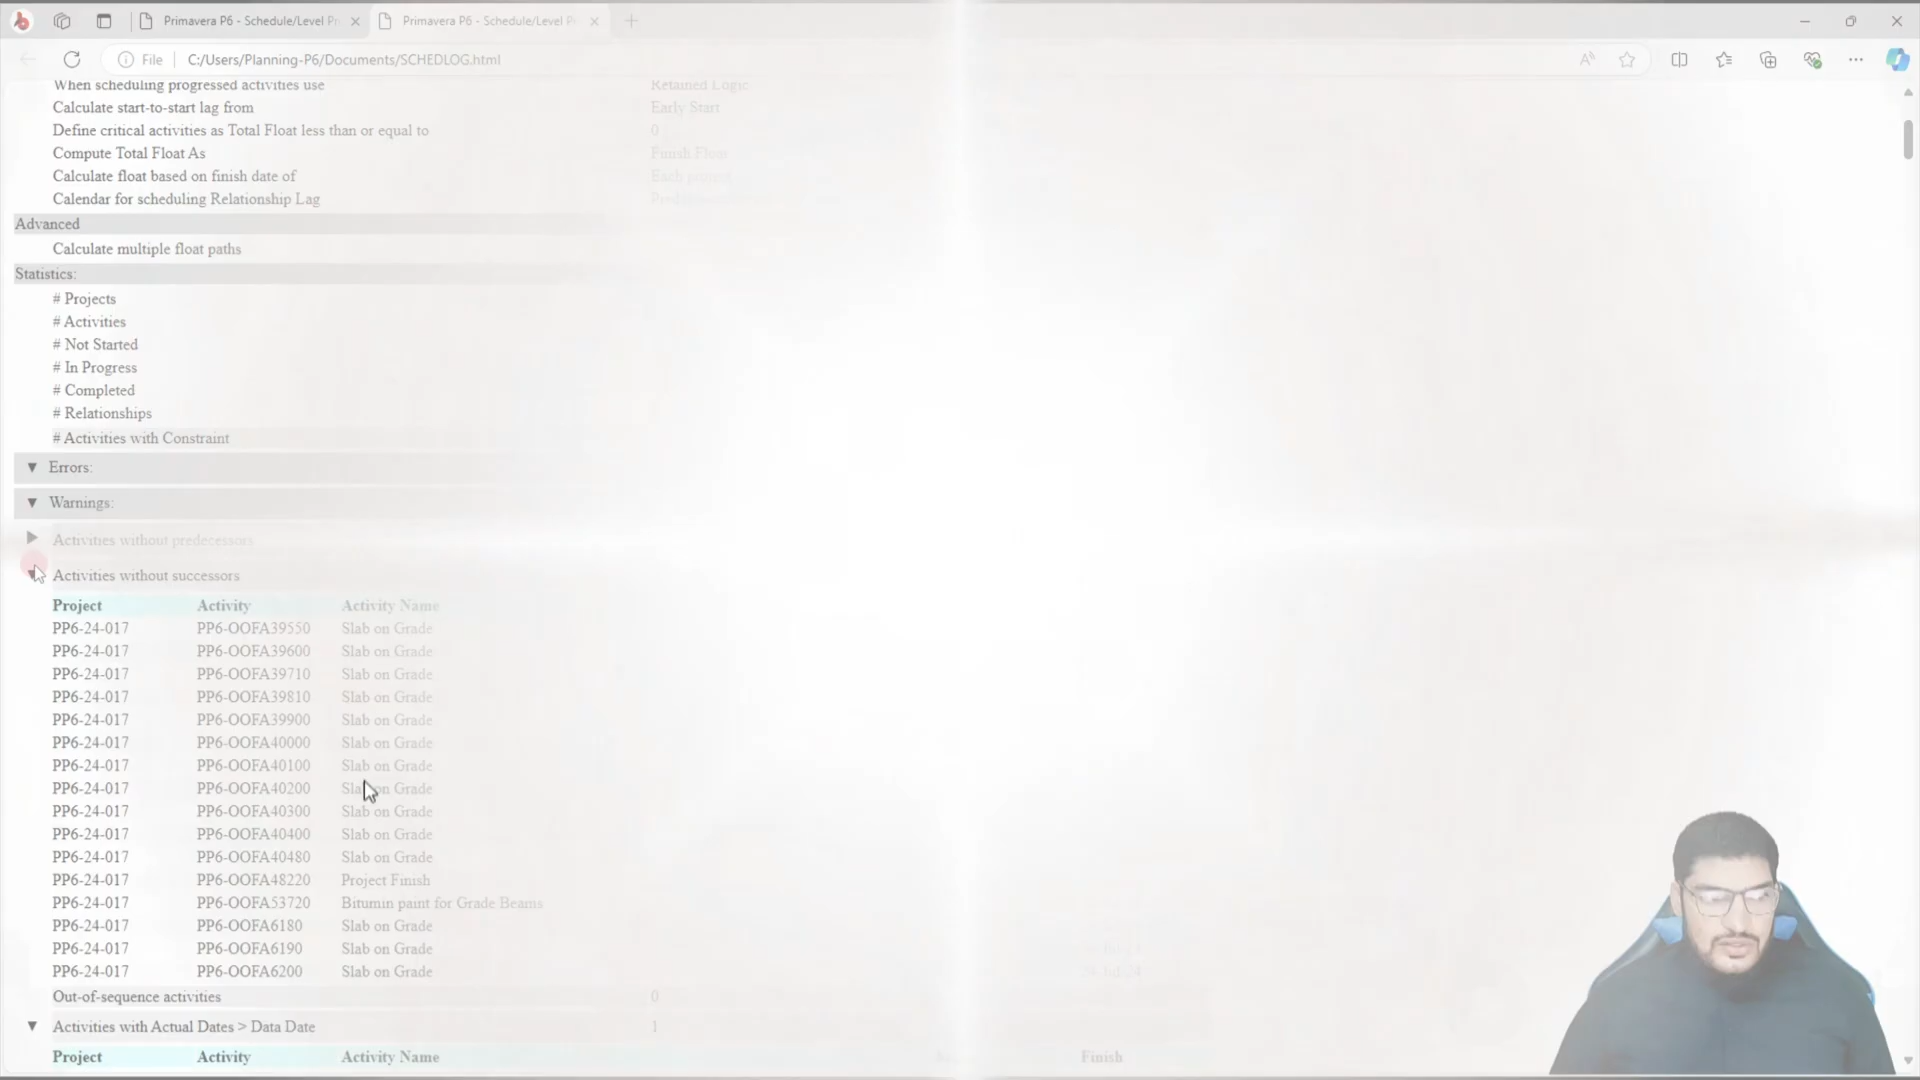 Primavera P6 - Schedule/Level Pr
Primavera P6 - Schedule/Level Pr
File
C:/Users/Planning-P6/Documents/SCHEDLOG.html
When scheduling progressed activities use Retained Logic
Calculate start-to-start lag from Early Start
Define critical activities as Total Float less than or equal to 0
Compute Total Float As Finish Float
Calculate float based on finish date of Each project
Calendar for scheduling Relationship Lag
Advanced
Calculate multiple float paths
Statistics:
# Projects
# Activities
# Not Started
# In Progress
# Completed
# Relationships
# Activities with Constraint
Errors:
Warnings:
Activities without predecessors
Activities without successors
Project Activity Activity Name
PP6-24-017 PP6-OOFA39550 Slab on Grade
PP6-24-017 PP6-OOFA39600 Slab on Grade
PP6-24-017 PP6-OOFA39710 Slab on Grade
PP6-24-017 PP6-OOFA39810 Slab on Grade
PP6-24-017 PP6-OOFA39900 Slab on Grade
PP6-24-017 PP6-OOFA40000 Slab on Grade
PP6-24-017 PP6-OOFA40100 Slab on Grade
PP6-24-017 PP6-OOFA40200 Slab on Grade
PP6-24-017 PP6-OOFA40300 Slab on Grade
PP6-24-017 PP6-OOFA40400 Slab on Grade
PP6-24-017 PP6-OOFA40480 Slab on Grade
PP6-24-017 PP6-OOFA48220 Project Finish
PP6-24-017 PP6-OOFA53720 Bitumin paint for Grade Beams
PP6-24-017 PP6-OOFA6180 Slab on Grade
PP6-24-017 PP6-OOFA6190 Slab on Grade
PP6-24-017 PP6-OOFA6200 Slab on Grade
Out-of-sequence activities 0
Activities with Actual Dates > Data Date 1
Project Activity Activity Name Finish